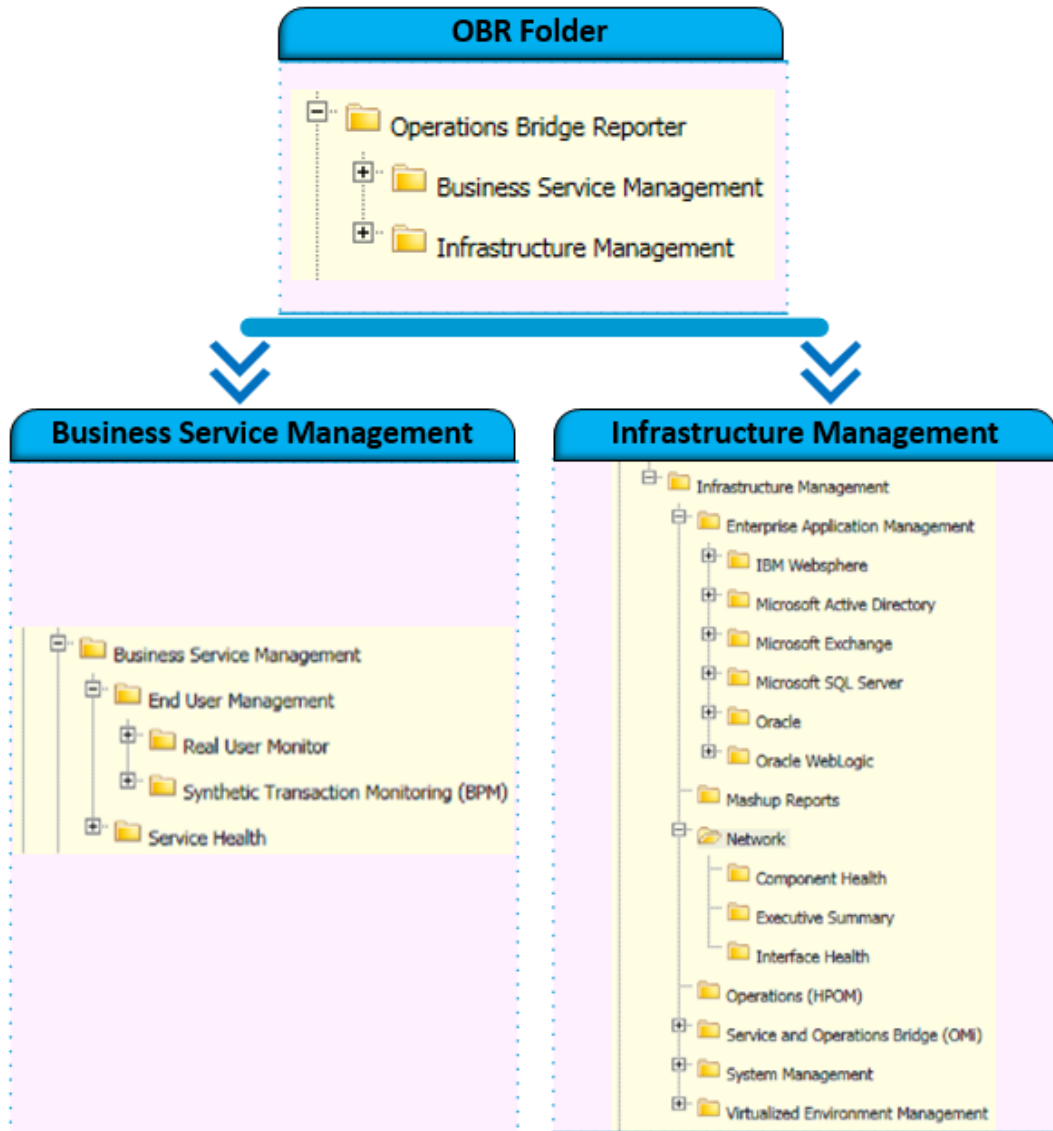 OBR Folder
Operations Bridge Reporter
Business Service Management
Infrastructure Management
Business Service Management
Business Service Management
End User Management
Real User Monitor
Synthetic Transaction Monitoring (BPM)
Service Health
Infrastructure Management
Infrastructure Management
Enterprise Application Management
IBM Websphere
Microsoft Active Directory
Microsoft Exchange
Microsoft SQL Server
Oracle
Oracle WebLogic
Mashup Reports
Network
Component Health
Executive Summary
Interface Health
Operations (HPOM)
Service and Operations Bridge (OMi)
System Management
Virtualized Environment Management